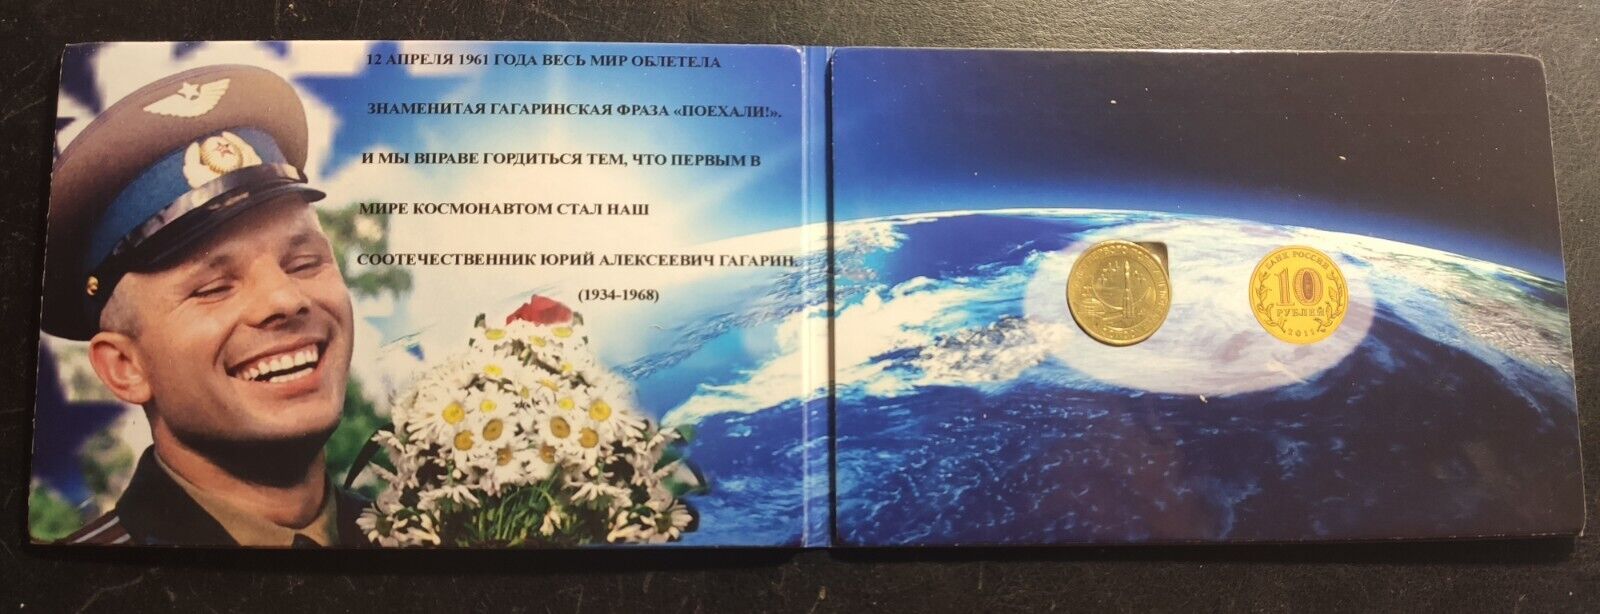 12 АПРЕЛЯ 1961 ГОДА ВЕСЬ МИР ОБЛЕТЕЛА
ЗНАМЕНИТАЯ ГАГАРИНСКАЯ ФРАЗА «ПОЕХАЛИ!».
И МЫ ВПРАВЕ ГОРДИТЬСЯ ТЕМ, ЧТО ПЕРВЫМ В
МИРЕ КОСМОНАВТОМ СТАЛ НАШ
СООТЕЧЕСТВЕННИК ЮРИЙ АЛЕКСЕЕВИЧ ГАГАРИН.
(1934-1968)
БАНК РОССИИ
10
РУБЛЕЙ
2011